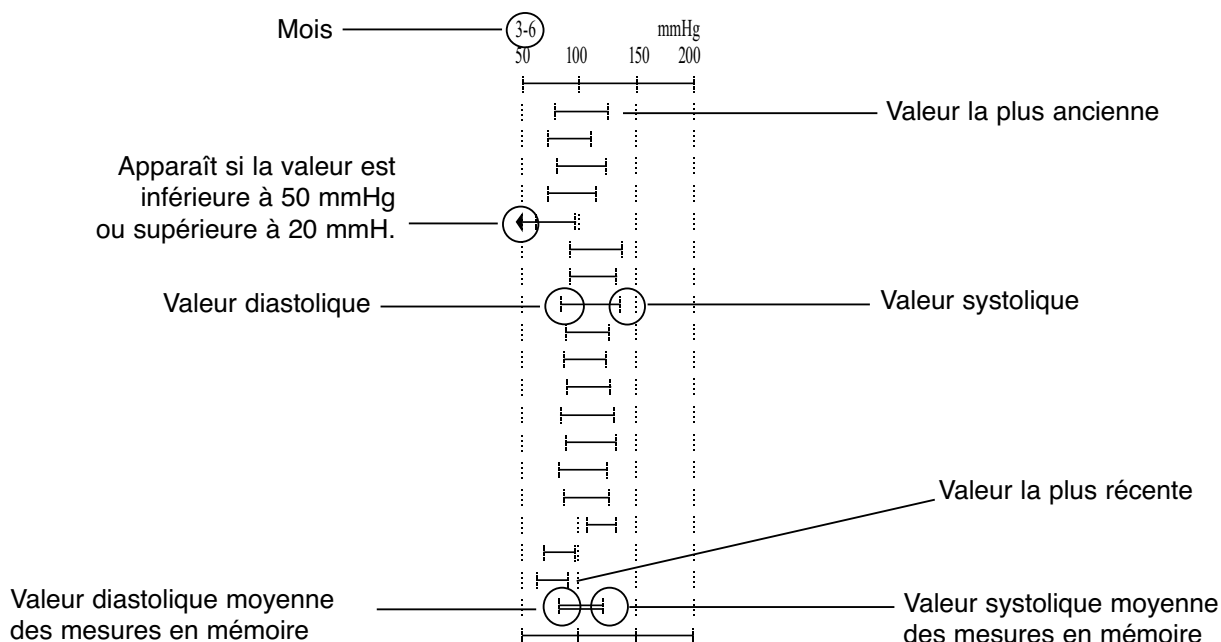 Mois
3-6
mmHg
50 100 150 200
Valeur la plus ancienne
Apparaît si la valeur est
inférieure à 50 mmHg
ou supérieure à 20 mmH.
Valeur diastolique
Valeur systolique
Valeur la plus récente
Valeur diastolique moyenne
des mesures en mémoire
Valeur systolique moyenne
des mesures en mémoire